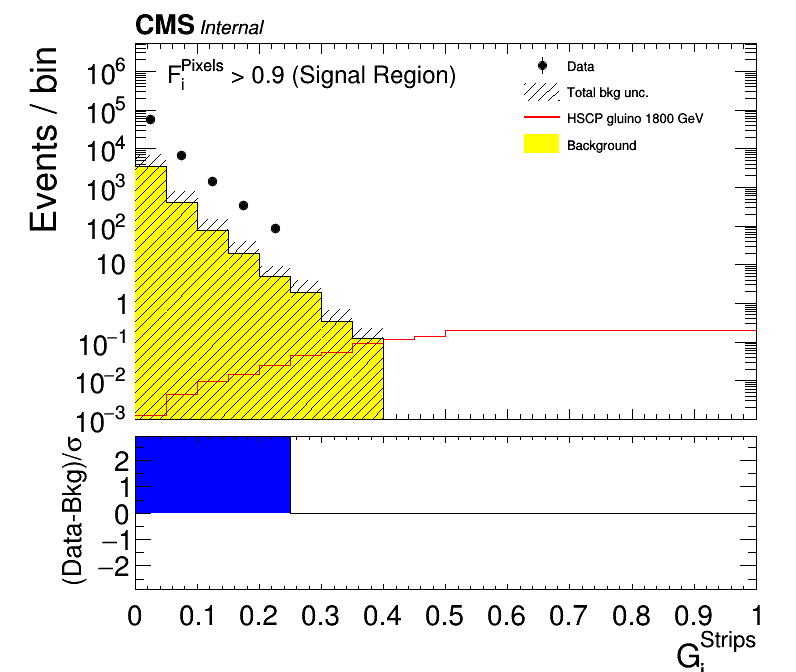 CMS Internal
F_i^Pixels > 0.9 (Signal Region)
Data
Total bkg unc.
HSCP gluino 1800 GeV
Background
Events / bin
10^6
10^5
10^4
10^3
10^2
10
1
10^−1
10^−2
10^−3
(Data-Bkg)/σ
2
1
0
−1
−2
0 0.1 0.2 0.3 0.4 0.5 0.6 0.7 0.8 0.9 1
G_i^Strips